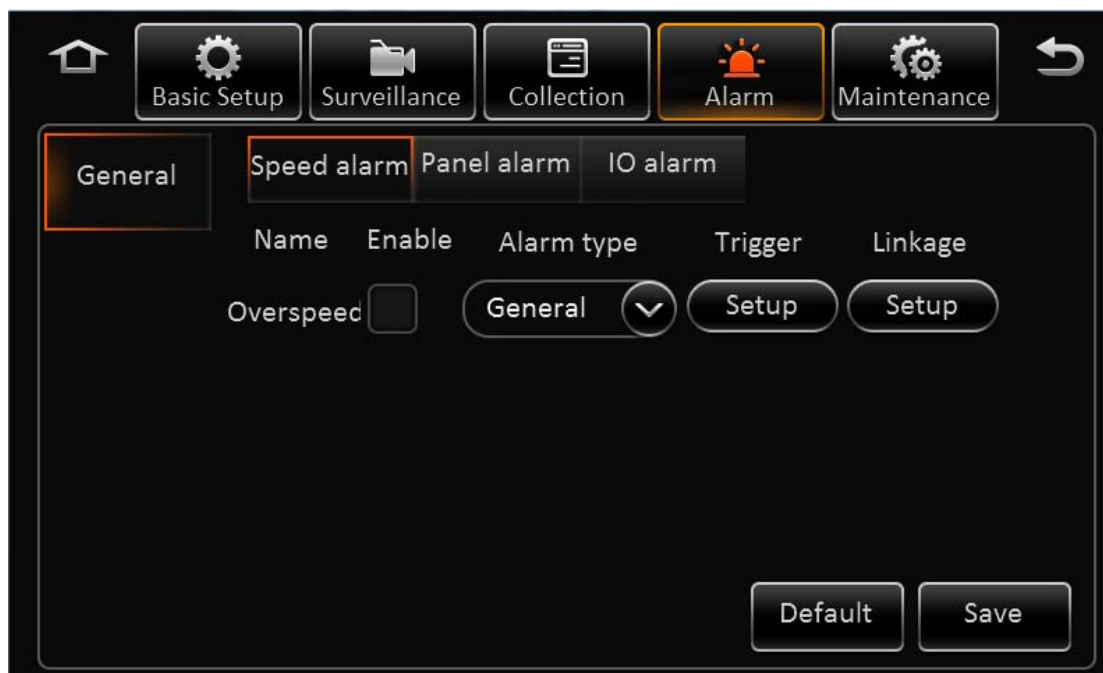 Basic Setup Surveillance Collection Alarm Maintenance
General
Speed alarm Panel alarm IO alarm
Name Enable Alarm type Trigger Linkage
Overspeed General Setup Setup
Default Save